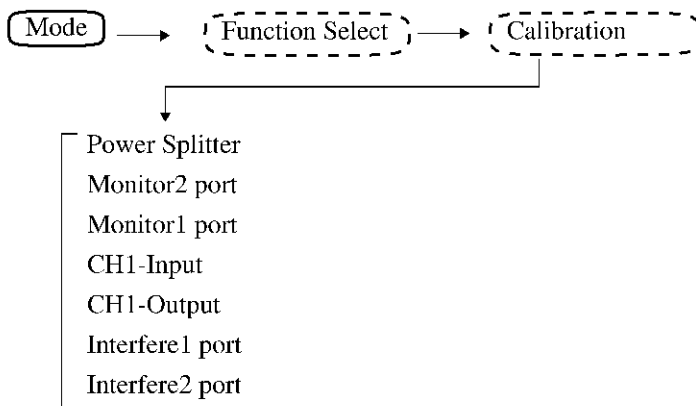 Mode Function Select Calibration
Power Splitter
Monitor2 port
Monitor1 port
CH1-Input
CH1-Output
Interfere1 port
Interfere2 port